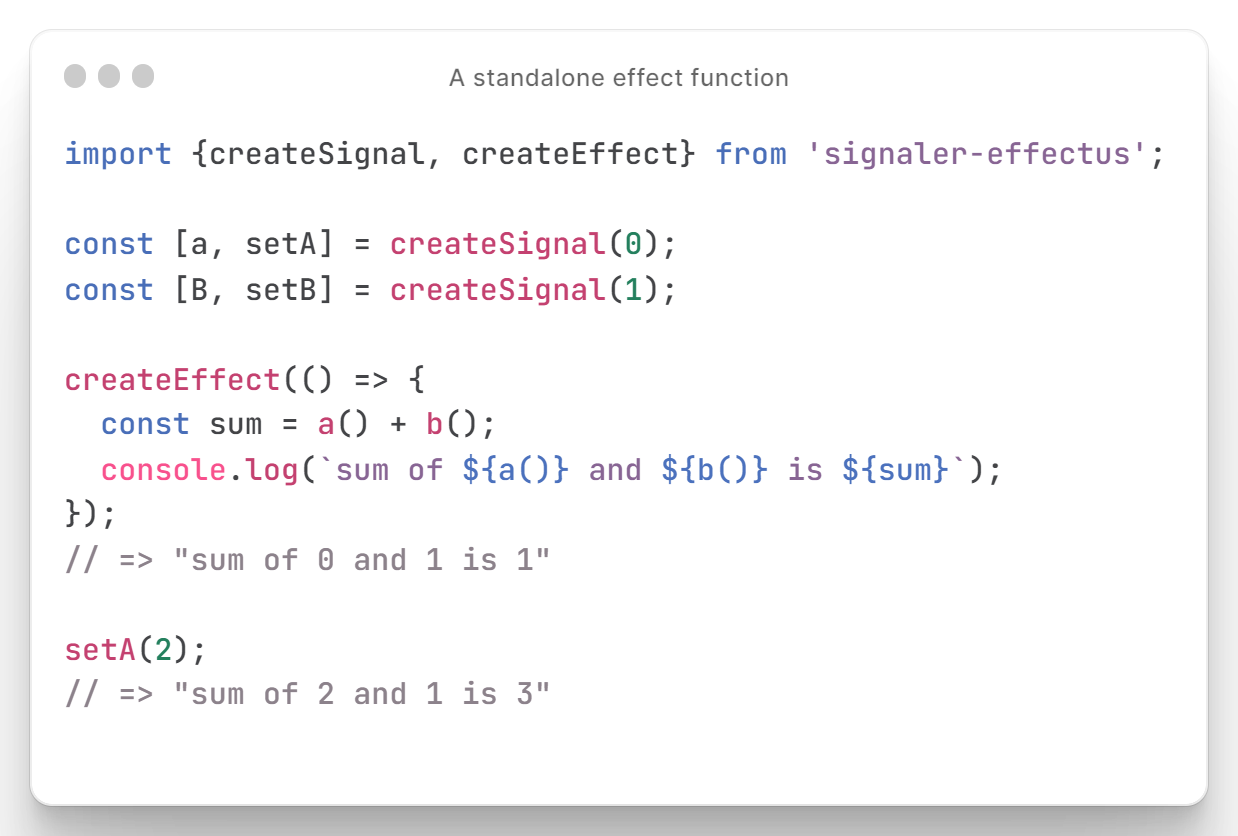 A standalone effect function
import {createSignal, createEffect} from 'signaler-effectus';
const [a, setA] = createSignal(0);
const [B, setB] = createSignal(1);
createEffect(() => {
  const sum = a() + b();
  console.log(`sum of ${a()} and ${b()} is ${sum}`);
});
// => "sum of 0 and 1 is 1"
setA(2);
// => "sum of 2 and 1 is 3"